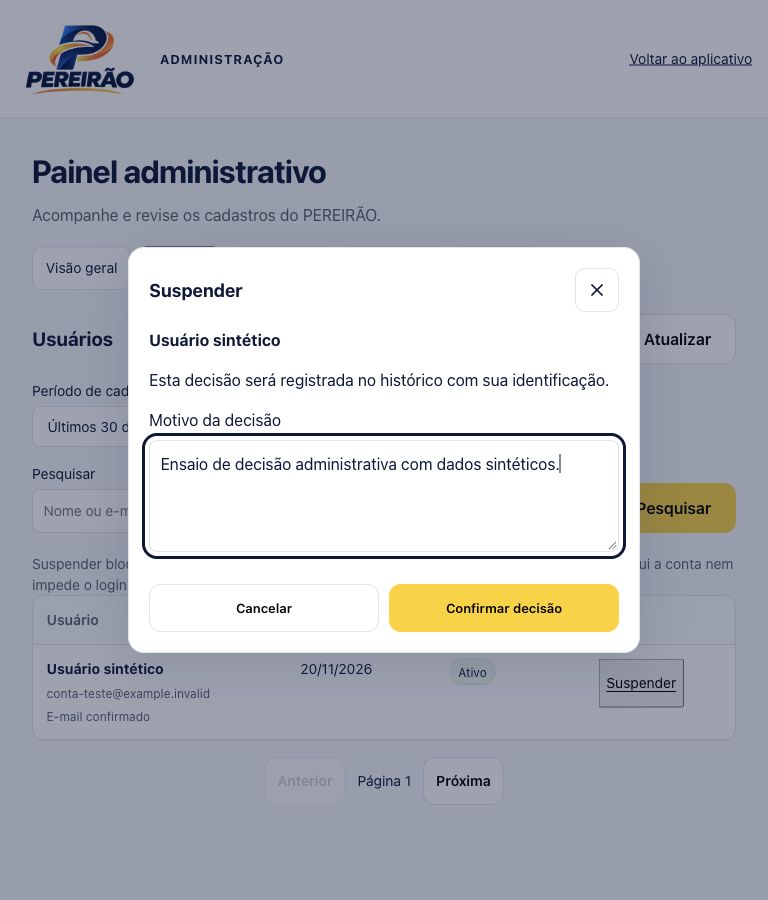 PEREIRÃO
ADMINISTRAÇÃO
Voltar ao aplicativo
Painel administrativo
Acompanhe e revise os cadastros do PEREIRÃO.
Visão geral
Usuários
Atualizar
Período de cad
Últimos 30 d
Pesquisar
Nome ou e-m
Pesquisar
Suspender
Usuário sintético
Esta decisão será registrada no histórico com sua identificação.
Motivo da decisão
Ensaio de decisão administrativa com dados sintéticos.
Cancelar
Confirmar decisão
Suspender bloq
ui a conta nem
impede o login
Usuário
Usuário sintético
20/11/2026
Ativo
Suspender
conta-teste@example.invalid
E-mail confirmado
Anterior
Página 1
Próxima